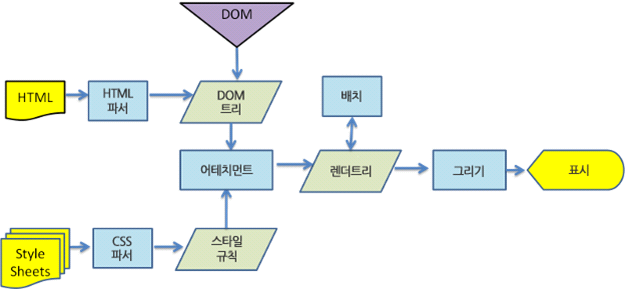 DOM
HTML
HTML
파서
DOM
트리
배치
어테치먼트
렌더트리
그리기
표시
Style
Sheets
CSS
파서
스타일
규칙